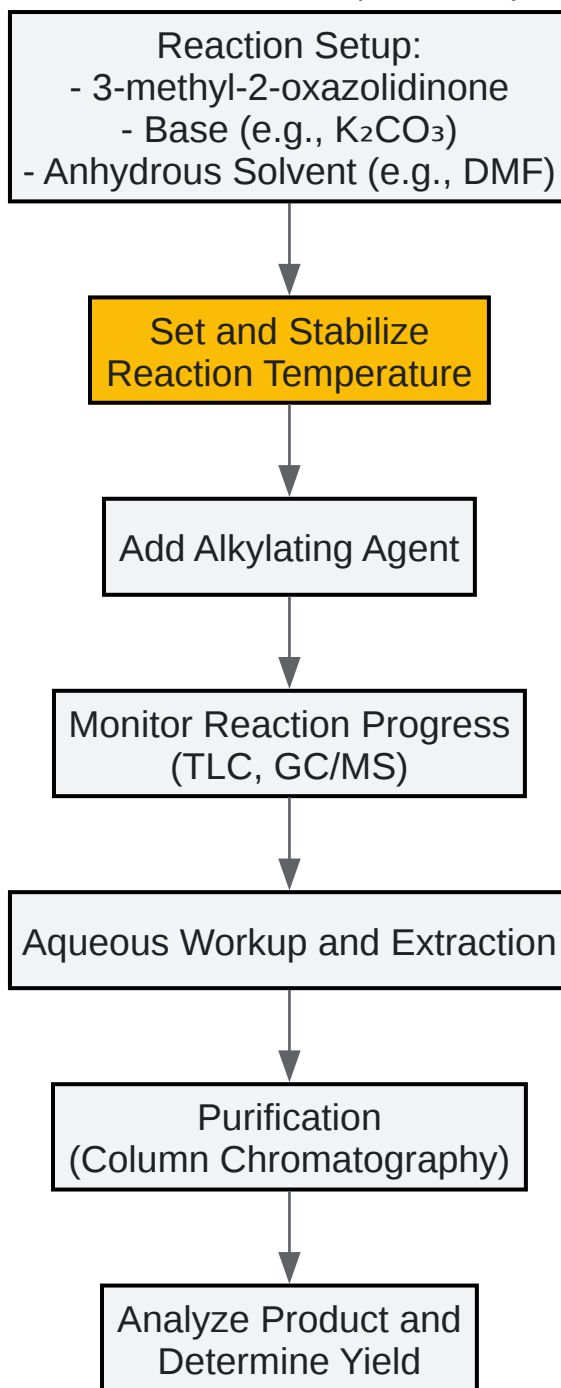 Reaction Setup:
- 3-methyl-2-oxazolidinone
- Base (e.g., K₂CO₃)
- Anhydrous Solvent (e.g., DMF)
Set and Stabilize
Reaction Temperature
Add Alkylating Agent
Monitor Reaction Progress
(TLC, GC/MS)
Aqueous Workup and Extraction
Purification
(Column Chromatography)
Analyze Product and
Determine Yield